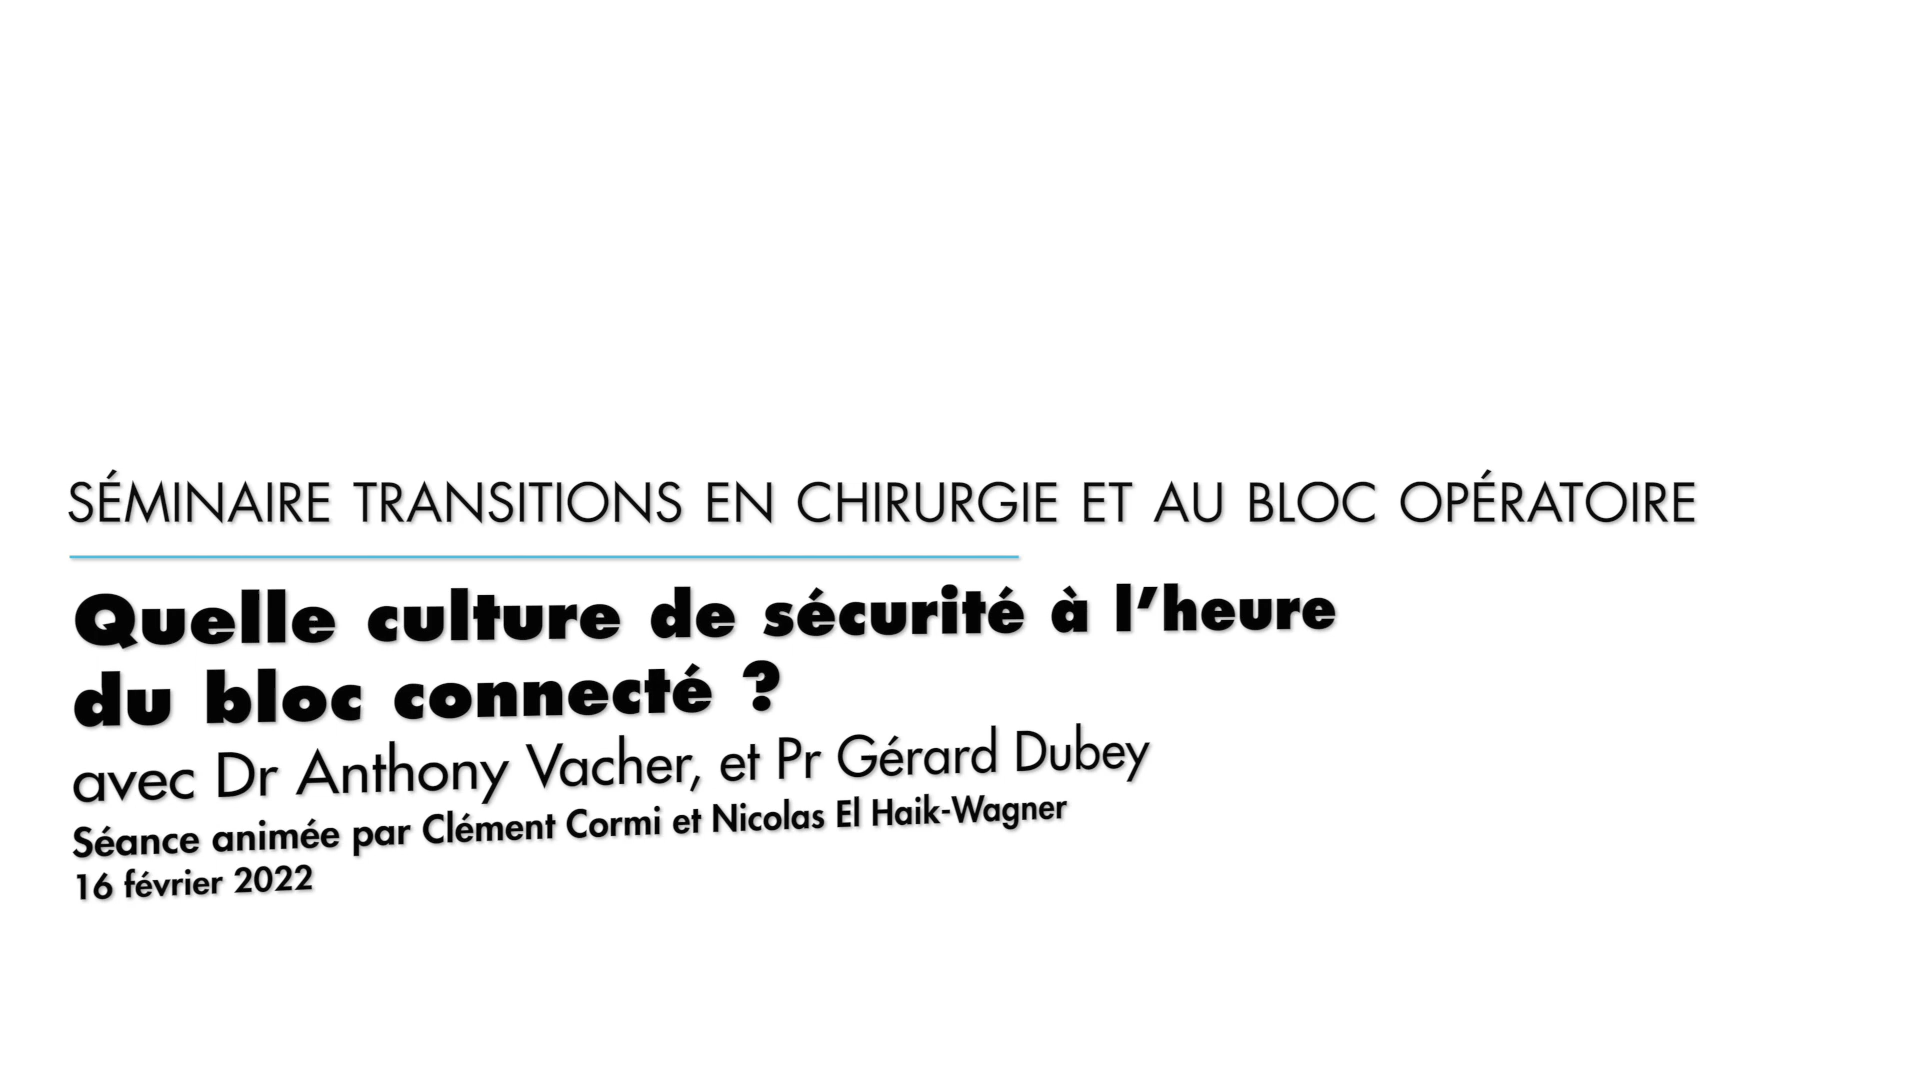 SÉMINAIRE TRANSITIONS EN CHIRURGIE ET AU BLOC OPÉRATOIRE
Quelle culture de sécurité à l’heure
du bloc connecté ?
avec Dr Anthony Vacher, et Pr Gérard Dubey
Séance animée par Clément Cormi et Nicolas El Haik-Wagner
16 février 2022